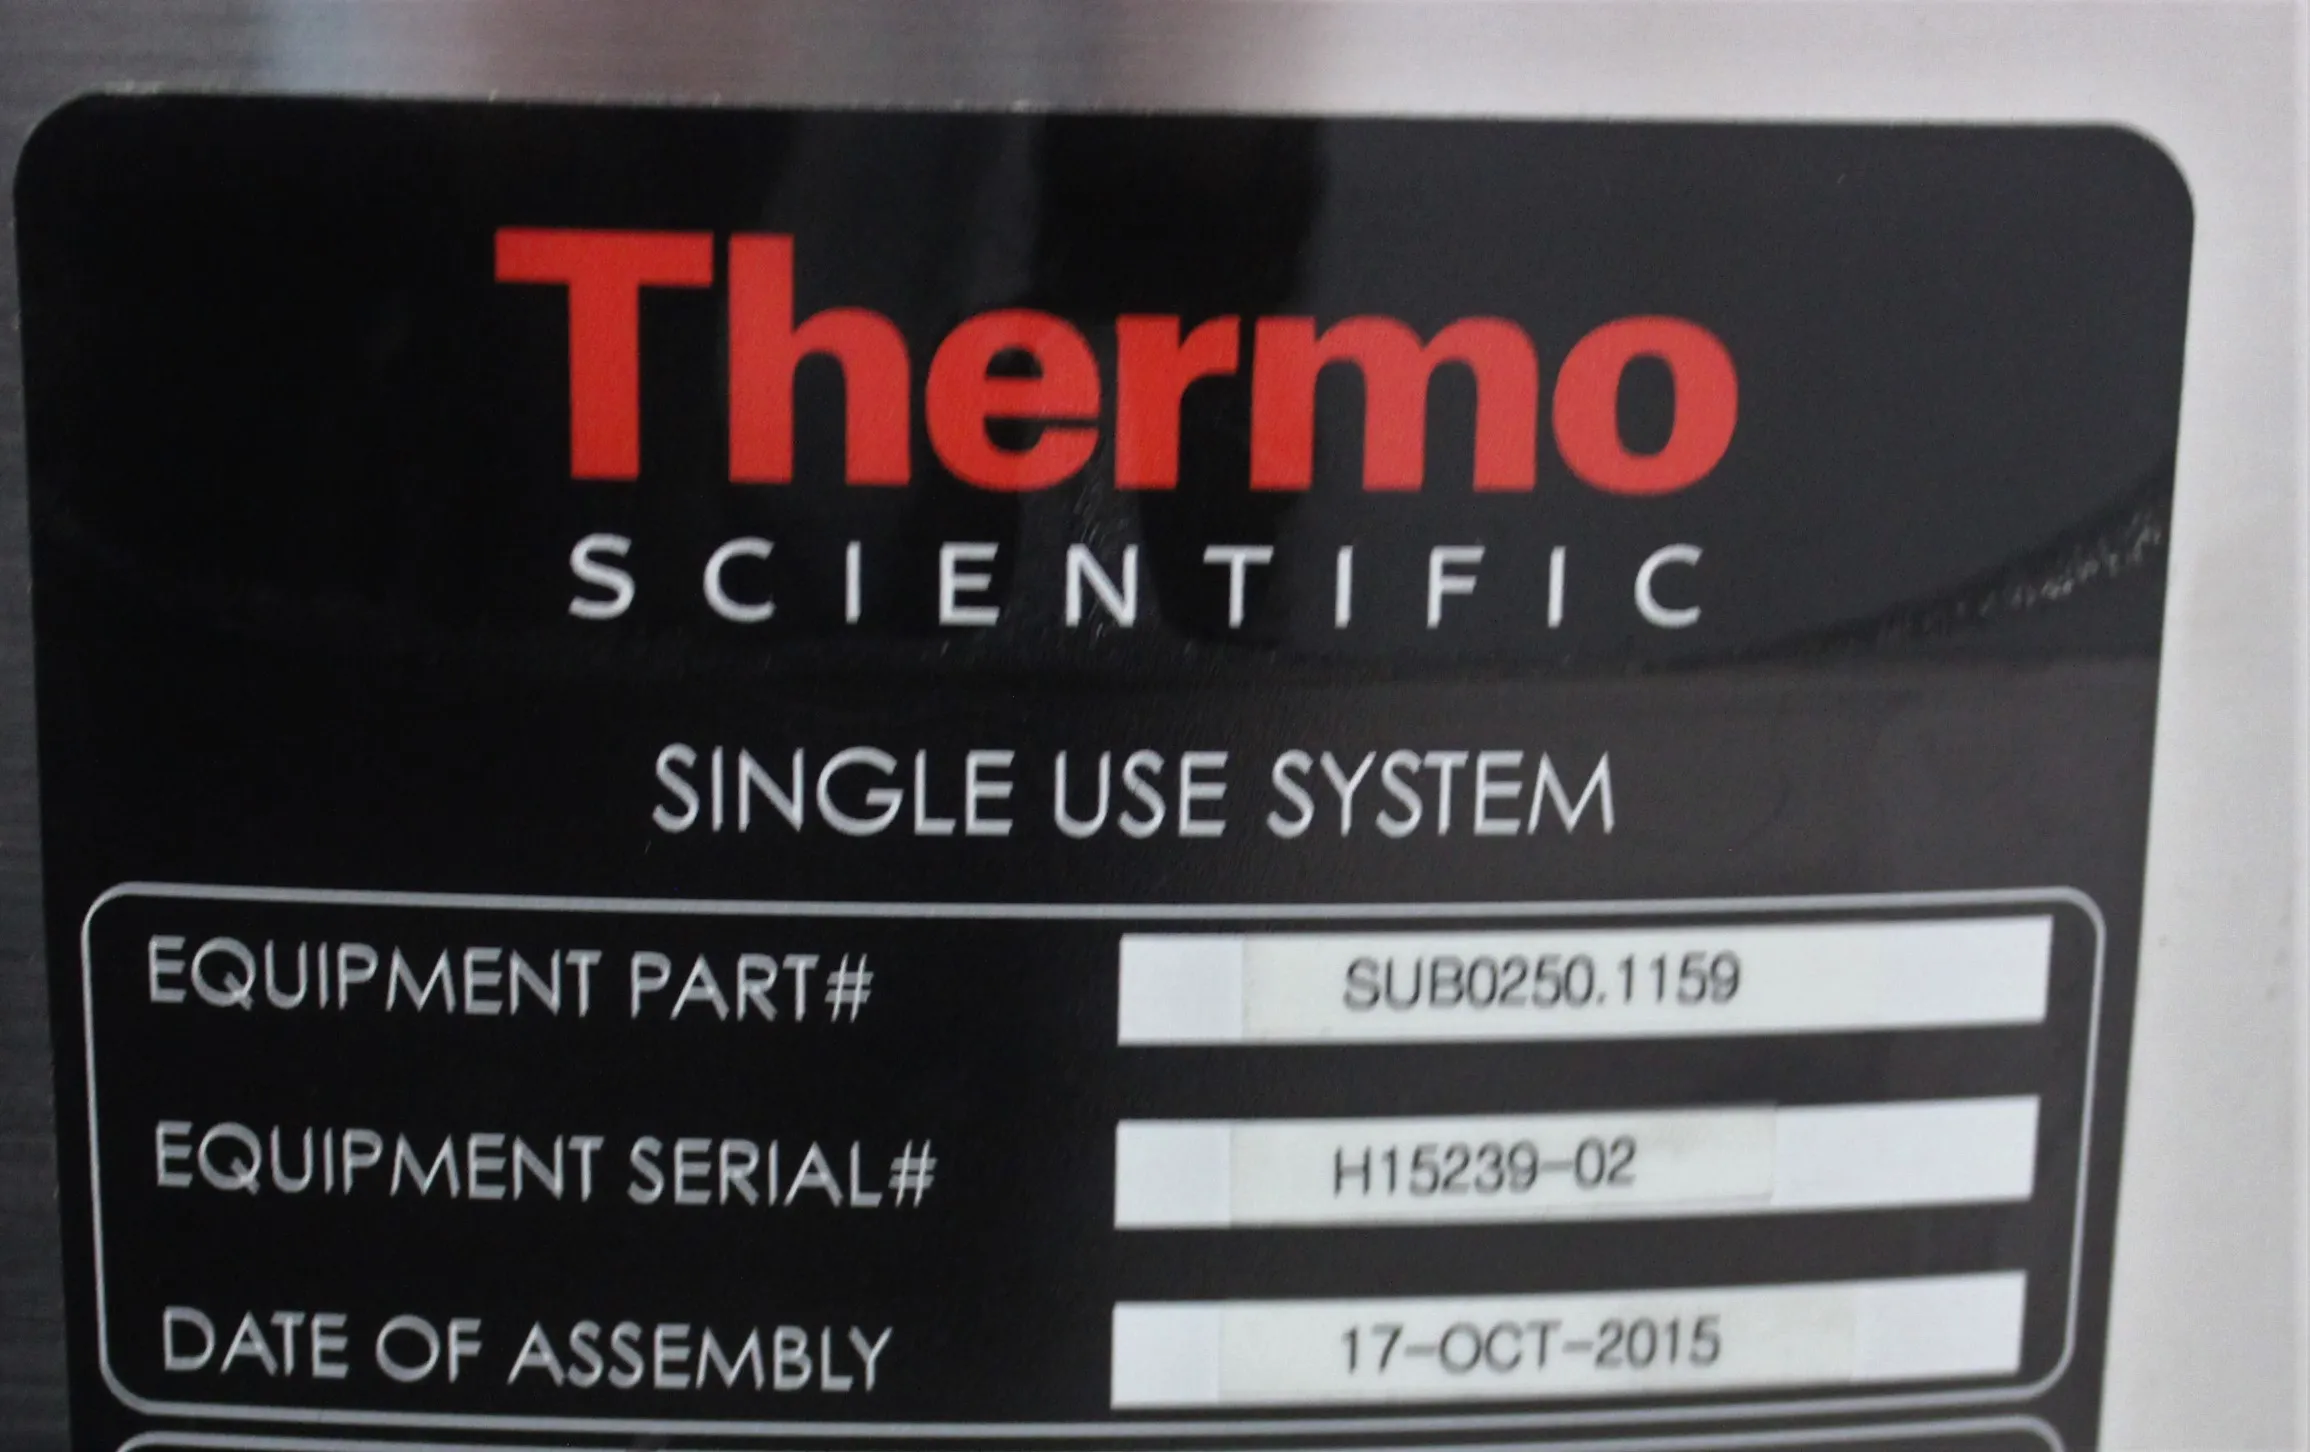 Thermo
SCIENTIFIC
SINGLE USE SYSTEM
EQUIPMENT PART# SUB0250.1159
EQUIPMENT SERIAL# H15239-02
DATE OF ASSEMBLY 17-OCT-2015